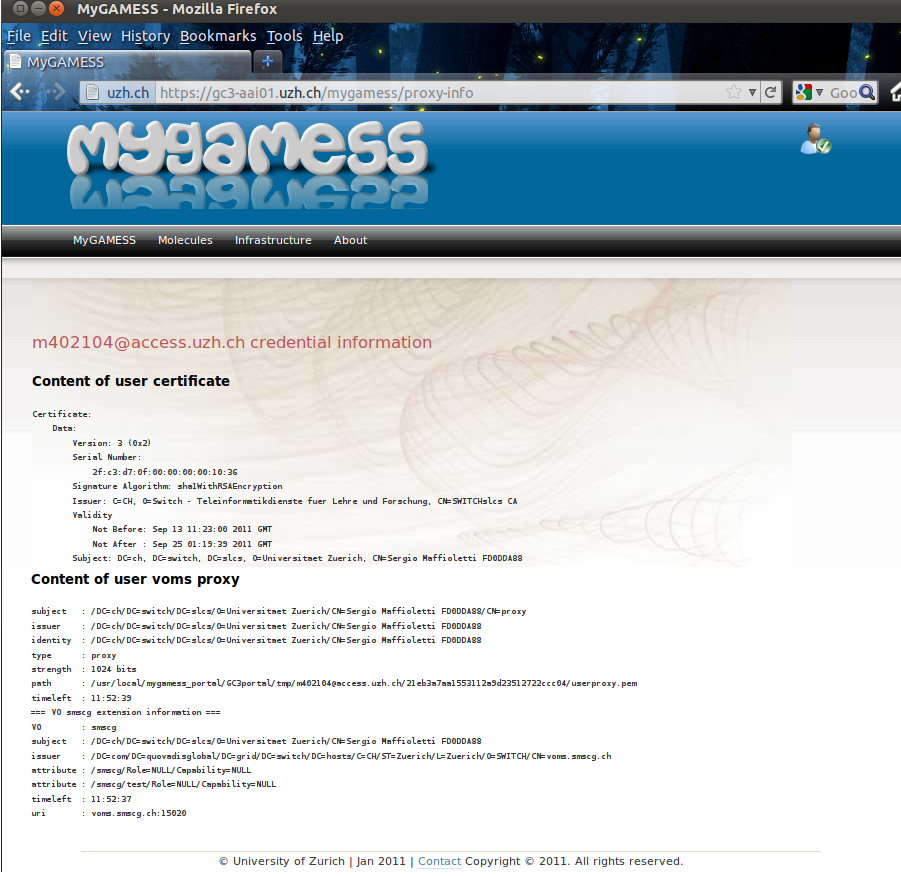 MyGAMESS - Mozilla Firefox
File Edit View History Bookmarks Tools Help
MyGAMESS
uzh.ch https://gc3-aai01.uzh.ch/mygamess/proxy-info Goo
mygamess
MyGAMESS Molecules Infrastructure About
m402104@access.uzh.ch credential information
Content of user certificate
Certificate:
Data:
Version: 3 (0x2)
Serial Number:
2f:c3:d7:0f:00:00:00:00:10:36
Signature Algorithm: sha1WithRSAEncryption
Issuer: C=CH, O=Switch - Teleinformatikdienste fuer Lehre und Forschung, CN=SWITCHslcs CA
Validity
Not Before: Sep 13 11:23:00 2011 GMT
Not After : Sep 25 01:19:39 2011 GMT
Subject: DC=ch, DC=switch, DC=slcs, O=Universitaet Zuerich, CN=Sergio Maffioletti FD0DDA88
Content of user voms proxy
subject : /DC=ch/DC=switch/DC=slcs/O=Universitaet Zuerich/CN=Sergio Maffioletti FD0DDA88/CN=proxy
issuer : /DC=ch/DC=switch/DC=slcs/O=Universitaet Zuerich/CN=Sergio Maffioletti FD0DDA88
identity : /DC=ch/DC=switch/DC=slcs/O=Universitaet Zuerich/CN=Sergio Maffioletti FD0DDA88
type : proxy
strength : 1024 bits
path : /usr/local/mygamess_portal/GC3portal/tmp/m402104@access.uzh.ch/21eb3a7aa1553112a9d23512722ccc04/userproxy.pem
timeleft : 11:52:39
=== VO smscg extension information ===
VO : smscg
subject : /DC=ch/DC=switch/DC=slcs/O=Universitaet Zuerich/CN=Sergio Maffioletti FD0DDA88
issuer : /DC=com/DC=quovadisglobal/DC=grid/DC=switch/DC=hosts/C=CH/ST=Zuerich/L=Zuerich/O=SWITCH/CN=voms.smscg.ch
attribute : /smscg/Role=NULL/Capability=NULL
attribute : /smscg/test/Role=NULL/Capability=NULL
timeleft : 11:52:37
uri : voms.smscg.ch:15020
© University of Zurich | Jan 2011 | Contact Copyright © 2011. All rights reserved.